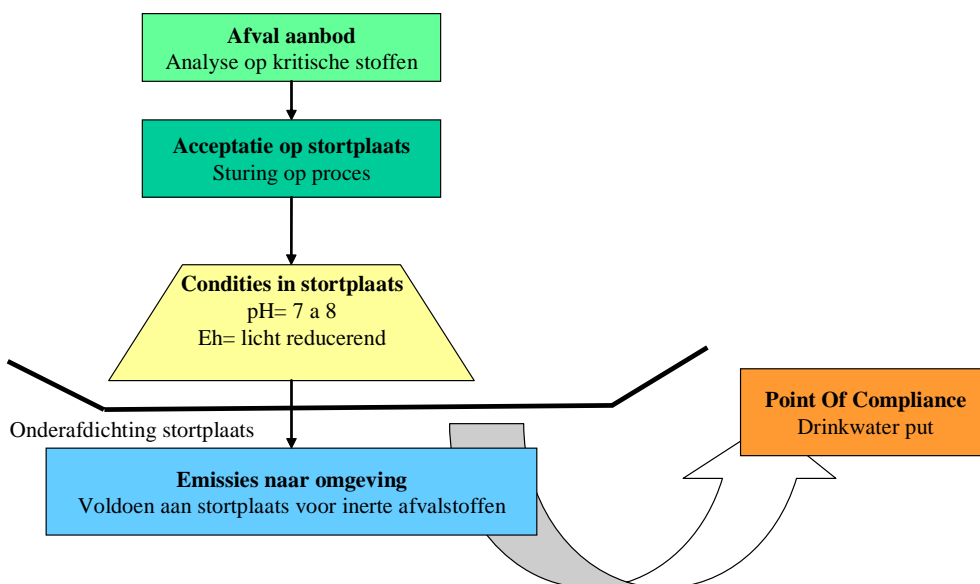 Afval aanbod
Analyse op kritische stoffen
Acceptatie op stortplaats
Sturing op proces
Condities in stortplaats
pH= 7 a 8
Eh= licht reducerend
Onderafdichting stortplaats
Point Of Compliance
Drinkwater put
Emissies naar omgeving
Voldoen aan stortplaats voor inerte afvalstoffen